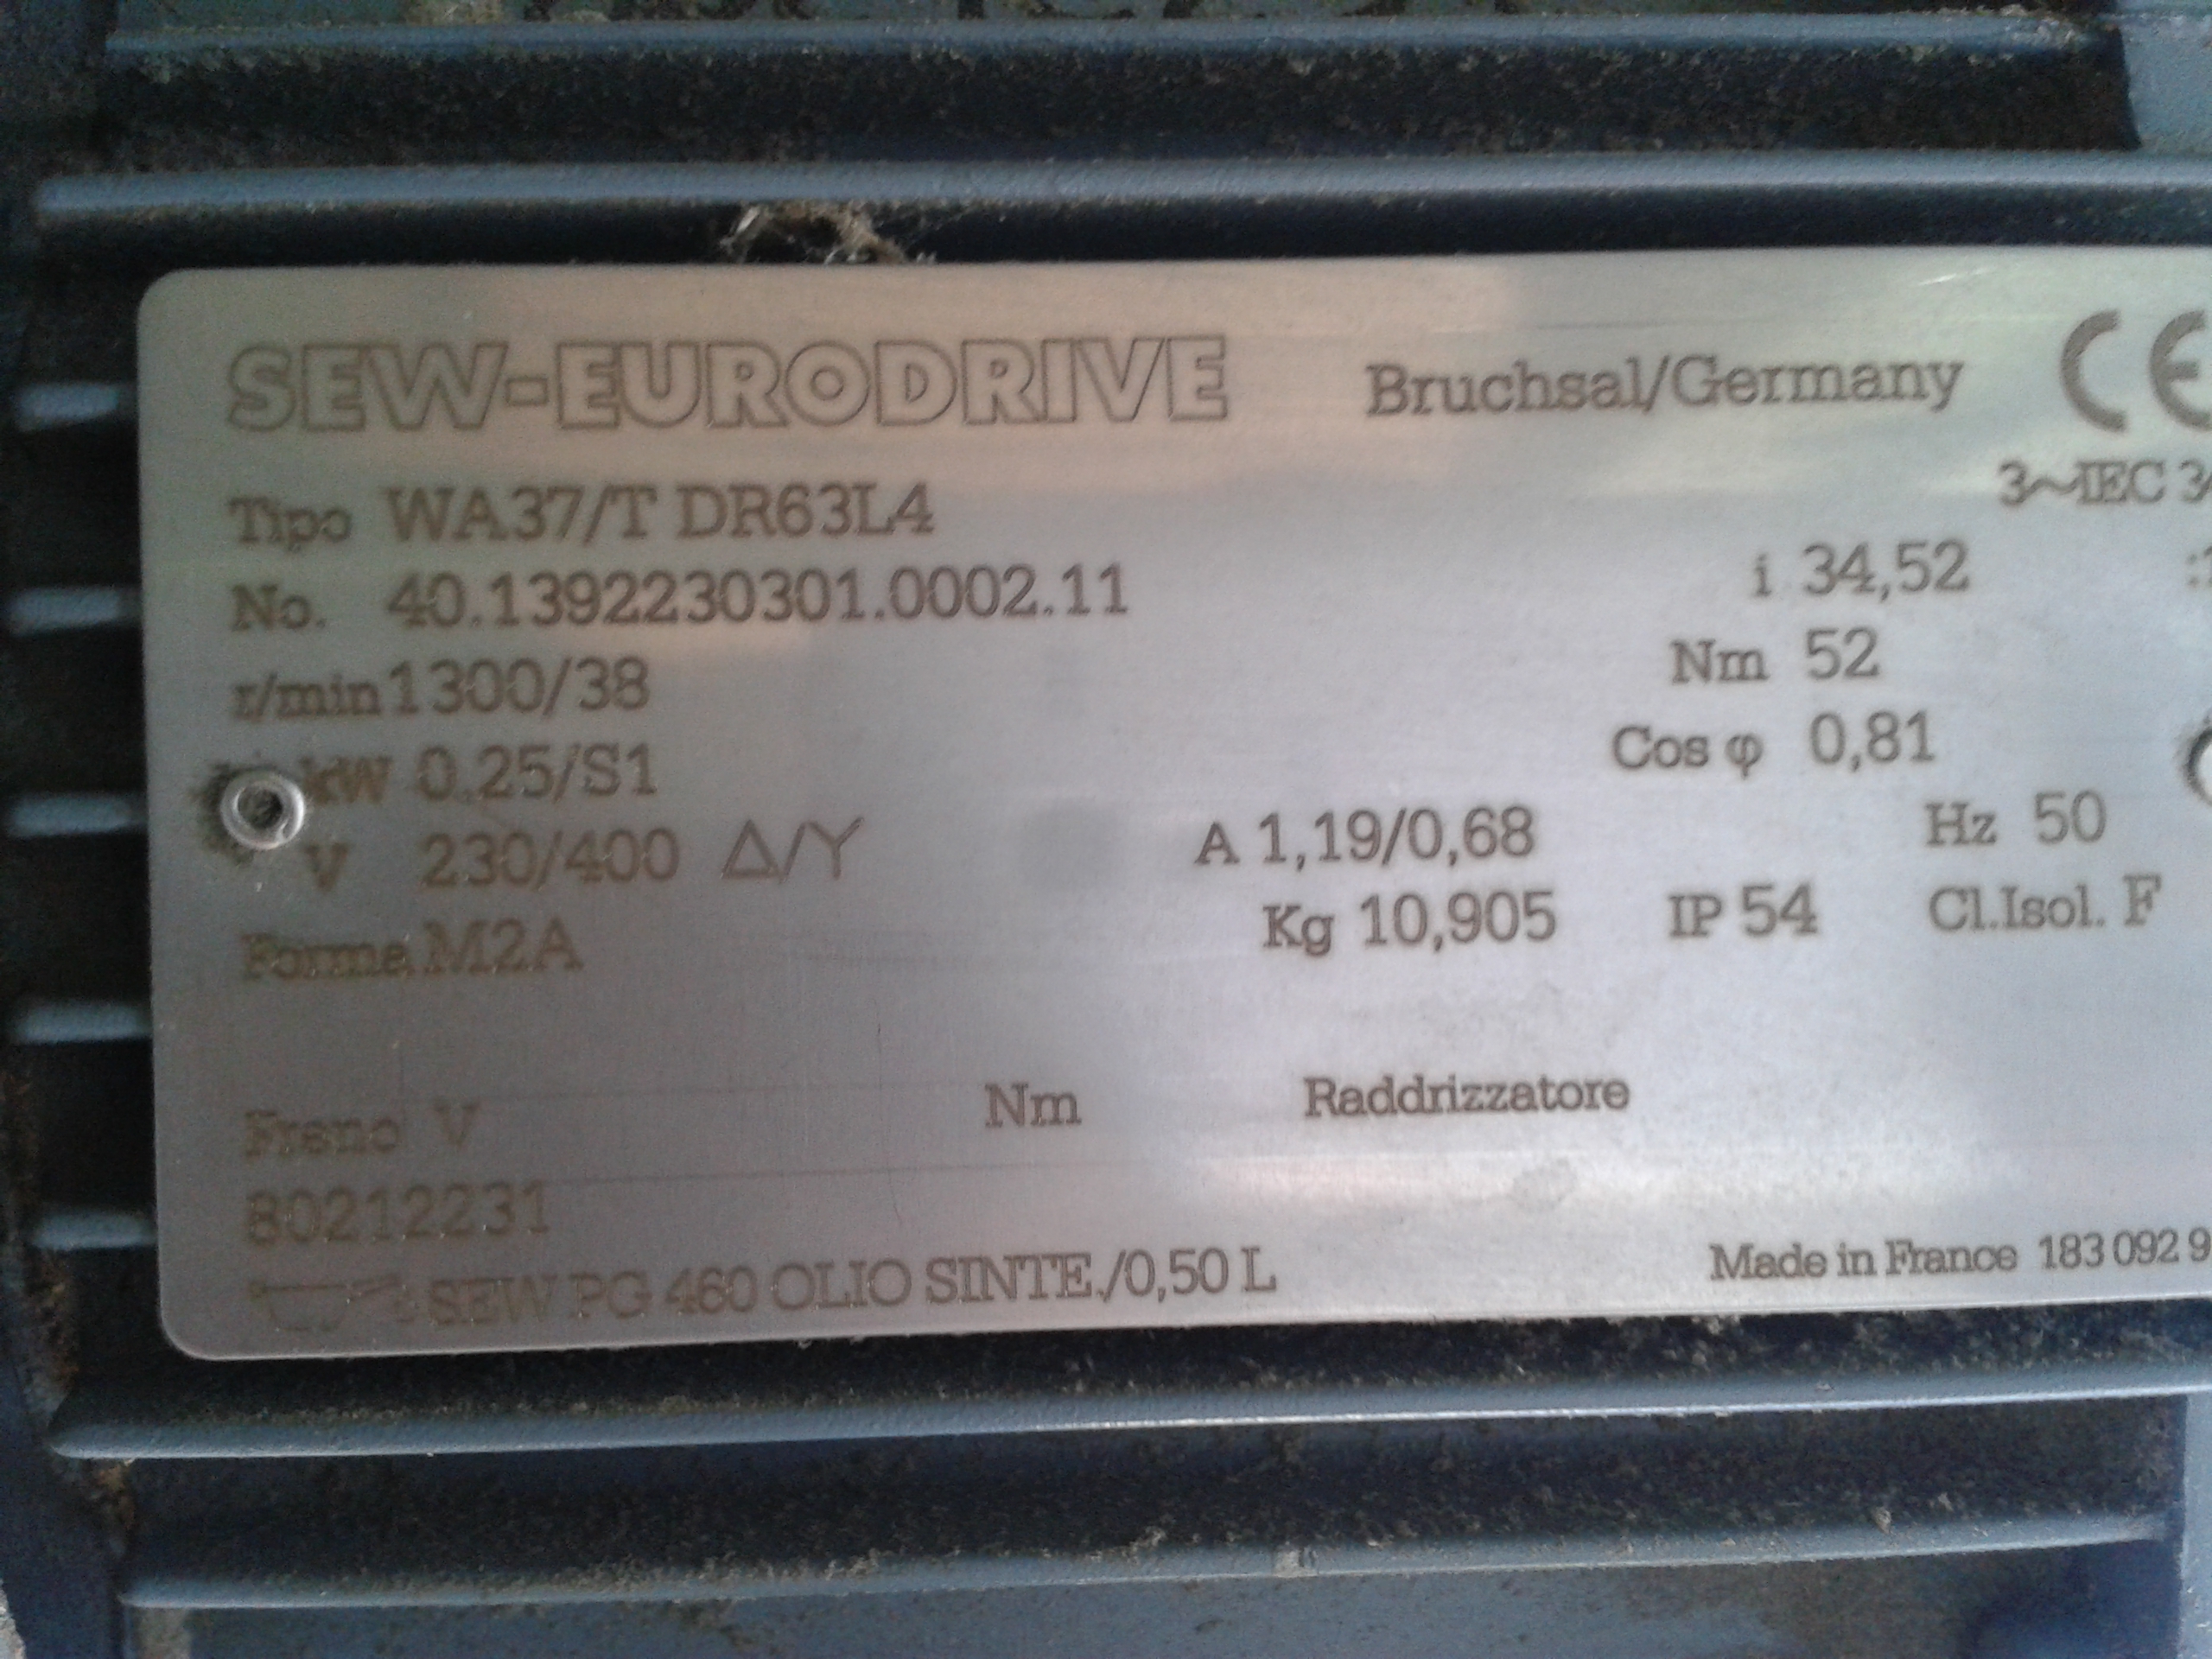 SEW-EURODRIVE Bruchsal/Germany CE
3~IEC 3
Tipo WA37/T DR63L4
No. 40.1392230301.0002.11 i 34,52 :1
r/min 1300/38 Nm 52
kW 0.25/S1 Cos φ 0,81
V 230/400 Δ/Y A 1,19/0,68 Hz 50
Forma M2A Kg 10,905 IP 54 Cl.Isol. F
Freno V Nm Raddrizzatore
80212231
SEW PG 460 OLIO SINTE./0,50 L Made in France 183 092 9